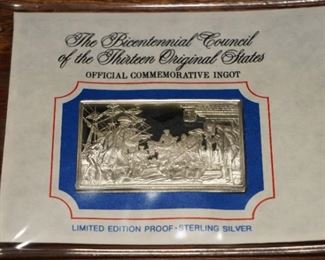 The Bicentennial Council
of the Thirteen Original States
OFFICIAL COMMEMORATIVE INGOT
LIMITED EDITION PROOF · STERLING SILVER